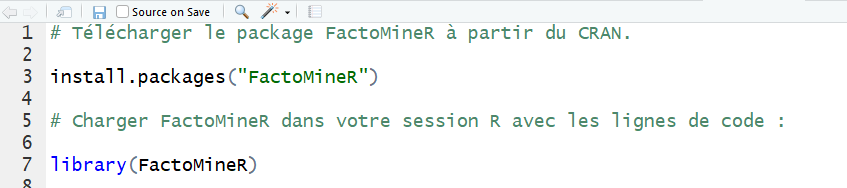 Source on Save
1 # Télécharger le package FactoMineR à partir du CRAN.
2
3 install.packages("FactoMineR")
4
5 # Charger FactoMineR dans votre session R avec les lignes de code :
6
7 library(FactoMineR)
8